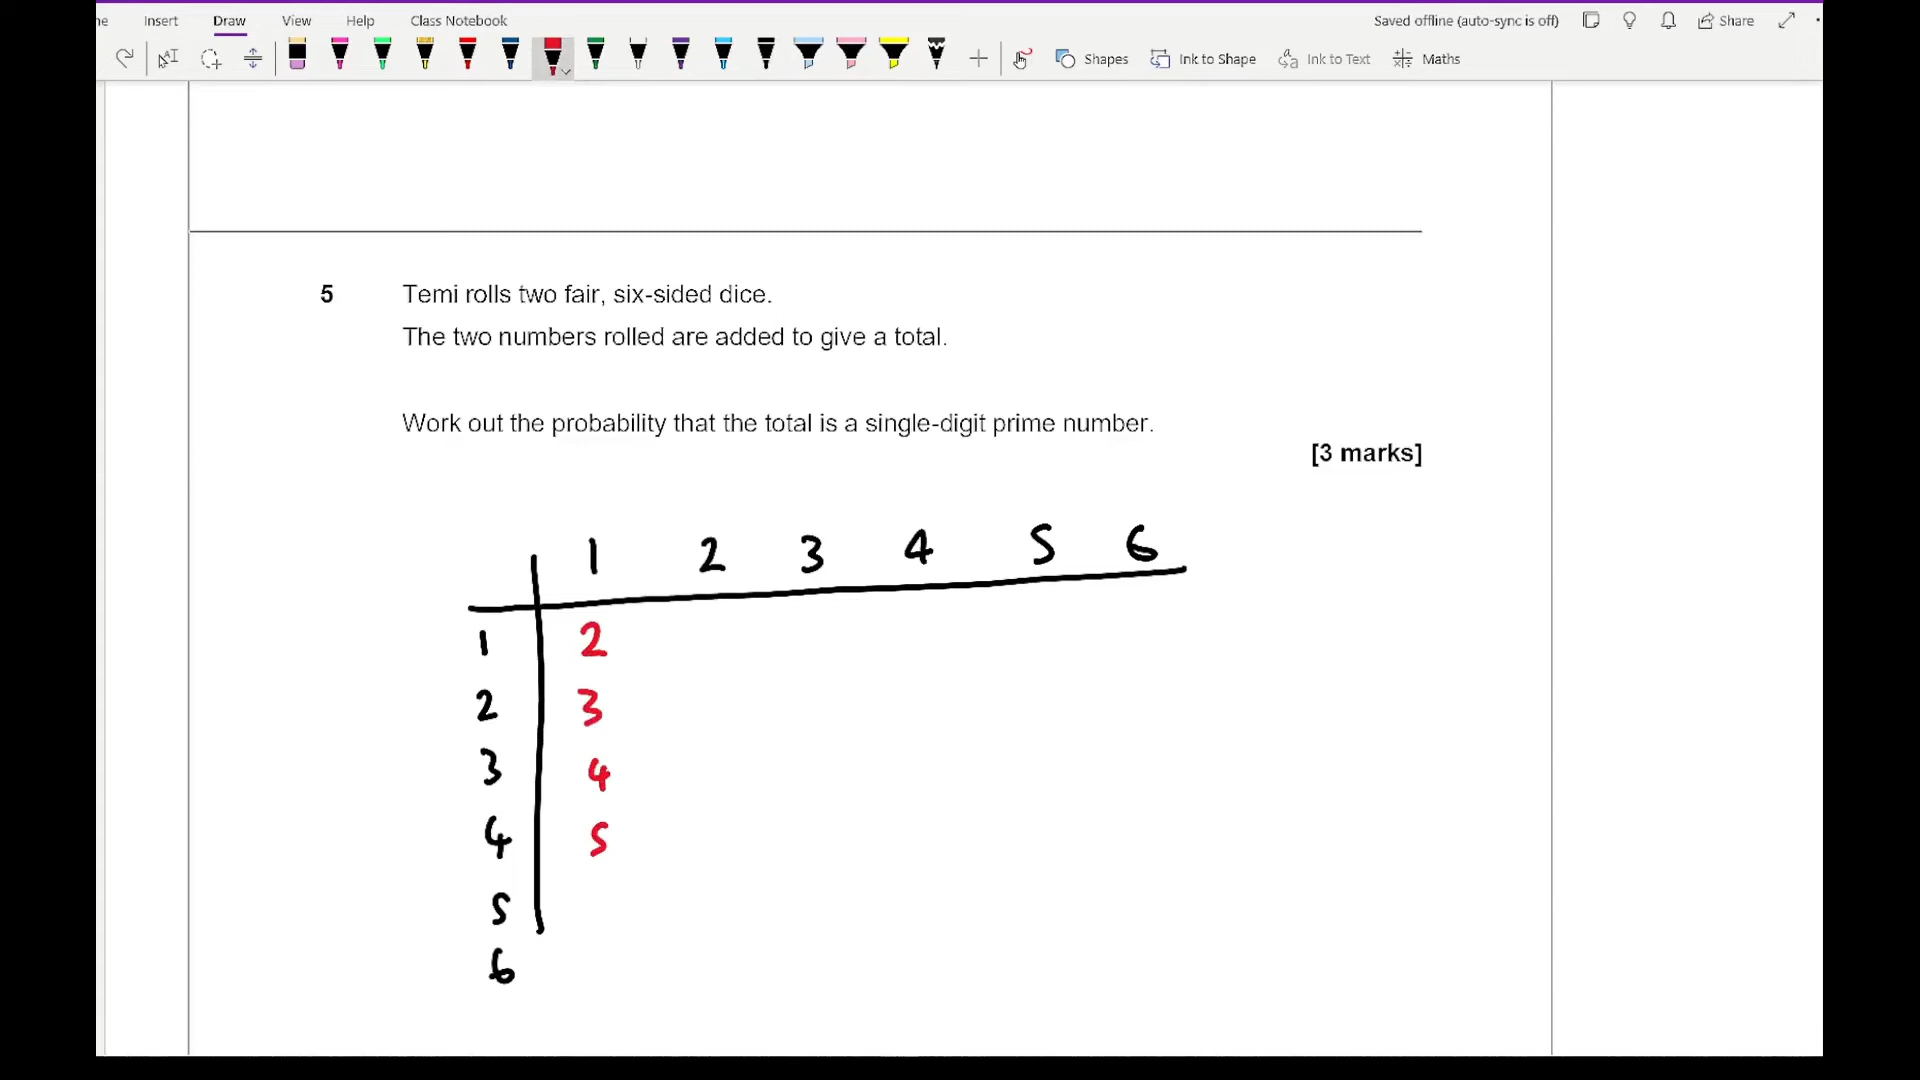 Insert Draw View Help Class Notebook Saved offline (auto-sync is off) Share
Shapes Ink to Shape Ink to Text Maths
5 Temi rolls two fair, six-sided dice.
The two numbers rolled are added to give a total.
Work out the probability that the total is a single-digit prime number.
[3 marks]
1 2 3 4 5 6
1 2
2 3
3 4
4 5
5
6